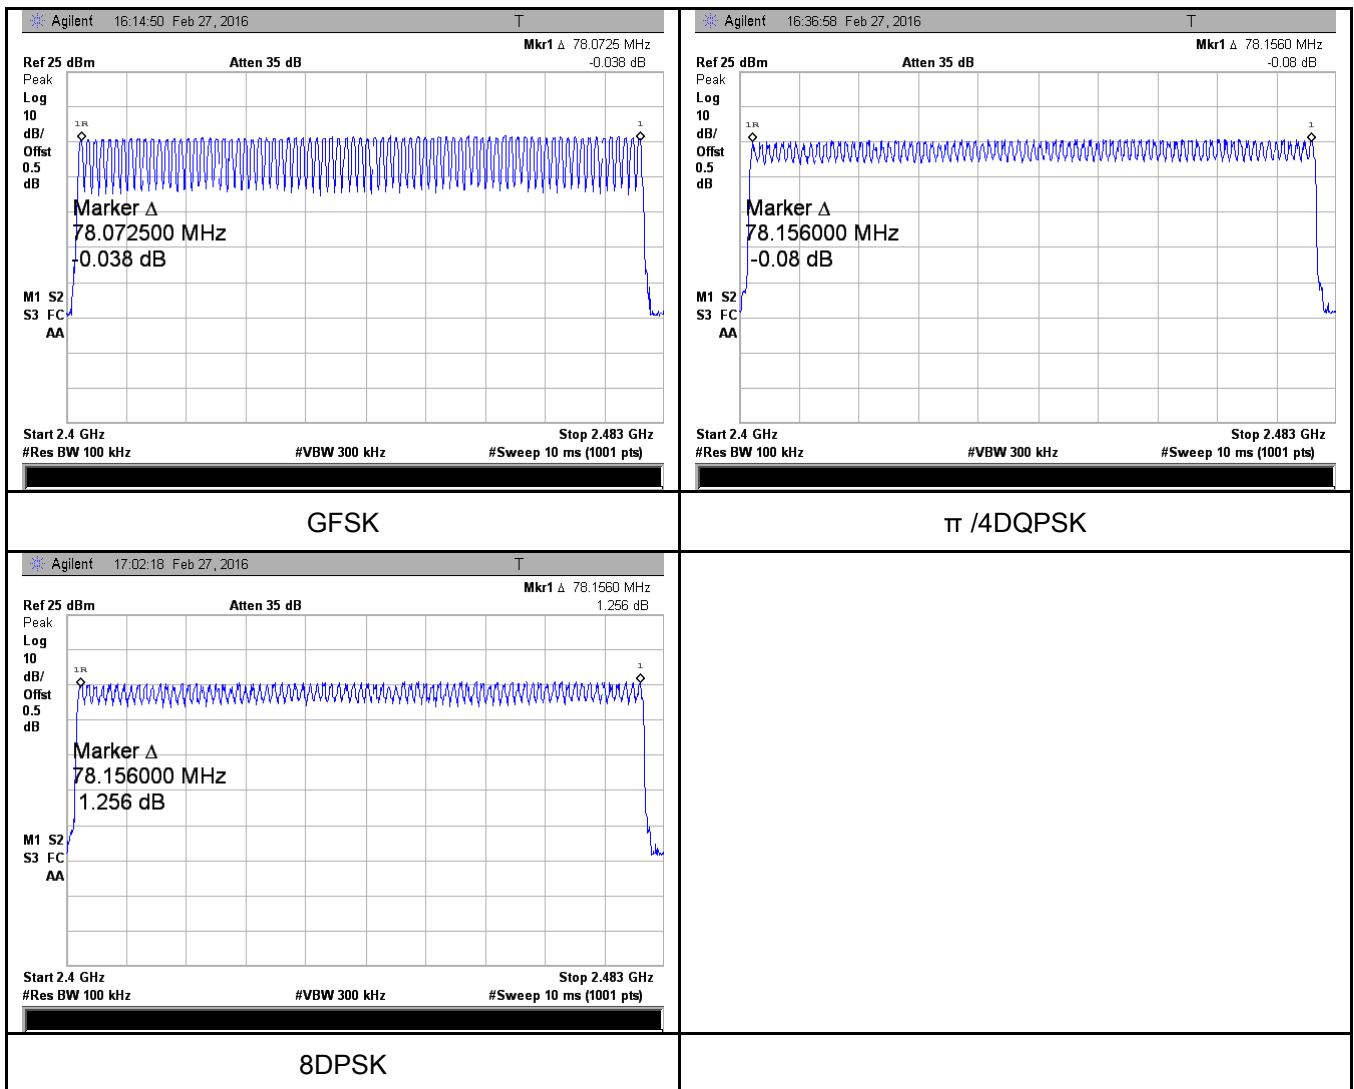 Agilent 16:14:50 Feb 27, 2016 T
Mkr1 Δ 78.0725 MHz
Ref 25 dBm Atten 35 dB -0.038 dB
Peak
Log
10
dB/
Offst
0.5
dB
1R 1
Marker Δ
78.072500 MHz
-0.038 dB
M1 S2
S3 FC
AA
Start 2.4 GHz Stop 2.483 GHz
#Res BW 100 kHz #VBW 300 kHz #Sweep 10 ms (1001 pts)
GFSK
Agilent 16:36:58 Feb 27, 2016 T
Mkr1 Δ 78.1560 MHz
Ref 25 dBm Atten 35 dB -0.08 dB
Peak
Log
10
dB/
Offst
0.5
dB
1R 1
Marker Δ
78.156000 MHz
-0.08 dB
M1 S2
S3 FC
AA
Start 2.4 GHz Stop 2.483 GHz
#Res BW 100 kHz #VBW 300 kHz #Sweep 10 ms (1001 pts)
π /4DQPSK
Agilent 17:02:18 Feb 27, 2016 T
Mkr1 Δ 78.1560 MHz
Ref 25 dBm Atten 35 dB 1.256 dB
Peak
Log
10
dB/
Offst
0.5
dB
1R 1
Marker Δ
78.156000 MHz
1.256 dB
M1 S2
S3 FC
AA
Start 2.4 GHz Stop 2.483 GHz
#Res BW 100 kHz #VBW 300 kHz #Sweep 10 ms (1001 pts)
8DPSK